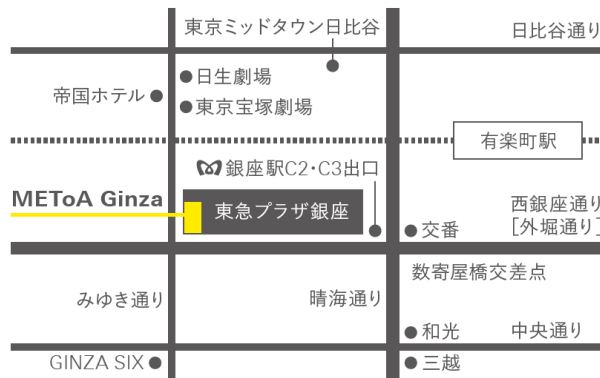 東京ミッドタウン日比谷
日比谷通り
日生劇場
帝国ホテル
東京宝塚劇場
有楽町駅
銀座駅C2・C3出口
METoA Ginza
東急プラザ銀座
西銀座通り
[外堀通り]
交番
数寄屋橋交差点
みゆき通り
晴海通り
和光
中央通り
GINZA SIX
三越